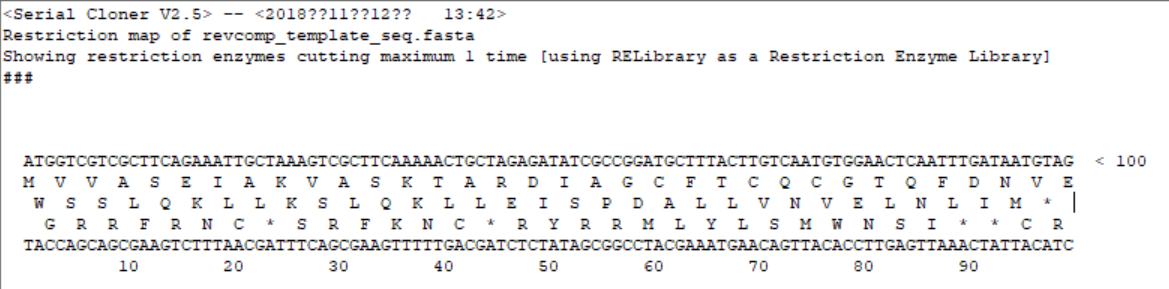 <Serial Cloner V2.5> -- <2018??11??12?? 13:42>
Restriction map of revcomp_template_seq.fasta
Showing restriction enzymes cutting maximum 1 time [using RELibrary as a Restriction Enzyme Library]
###
ATGGTCGTCGCTTCAGAAATTGCTAAAGTCGCTTCAAAAACTGCTAGAGATATCGCCGGATGCTTTACTTGTCAATGTGGAACTCAATTTGATAATGTAG < 100
M V V A S E I A K V A S K T A R D I A G C F T C Q C G T Q F D N V E
W S S L Q K L L K S L Q K L L E I S P D A L L V N V E L N L I M * |
G R R F R N C * S R F K N C * R Y R R M L Y L S M W N S I * * C R
TACCAGCAGCGAAGTCTTTAACGATTTCAGCGAAGTTTTTGACGATCTCTATAGCGGCCTACGAAATGAACAGTTACACCTTGAGTTAAACTATTACATC
10 20 30 40 50 60 70 80 90